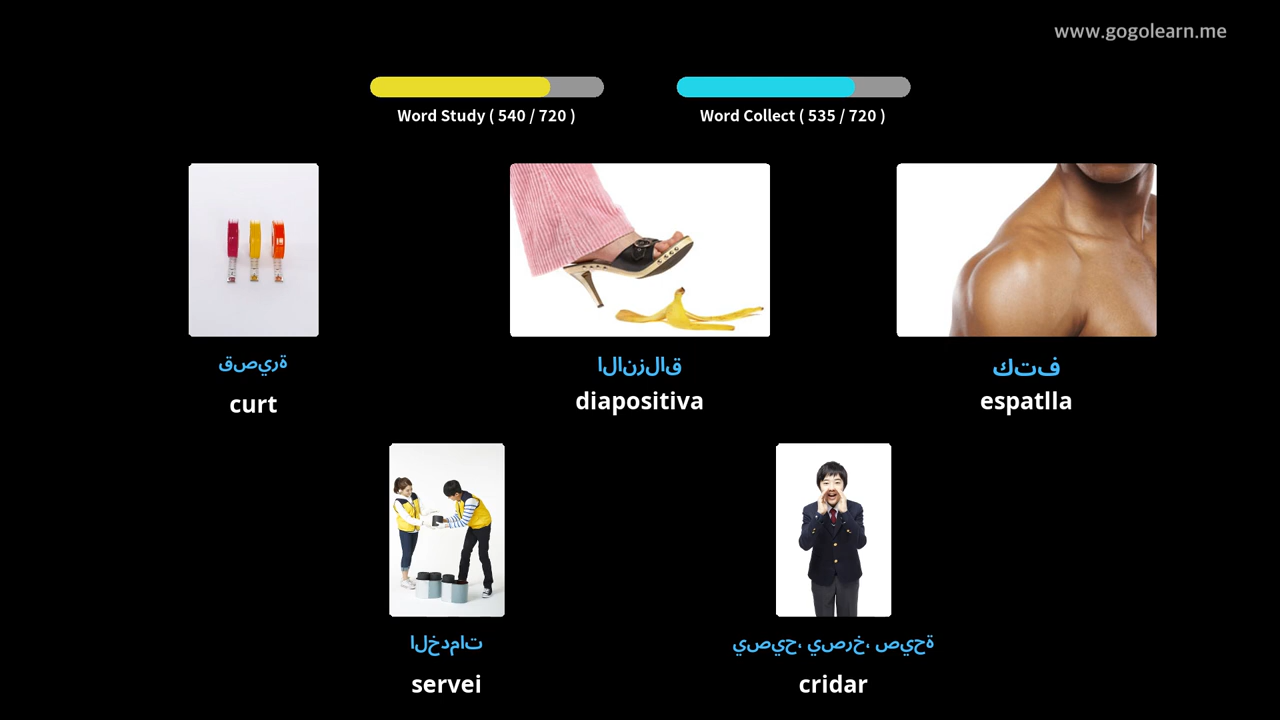 www.gogolearn.me
Word Study ( 540 / 720 )
Word Collect ( 535 / 720 )
قصيرة
curt
الانزلاق
diapositiva
كتف
espatlla
الخدمات
servei
يصيح، يصرخ، صيحة
cridar